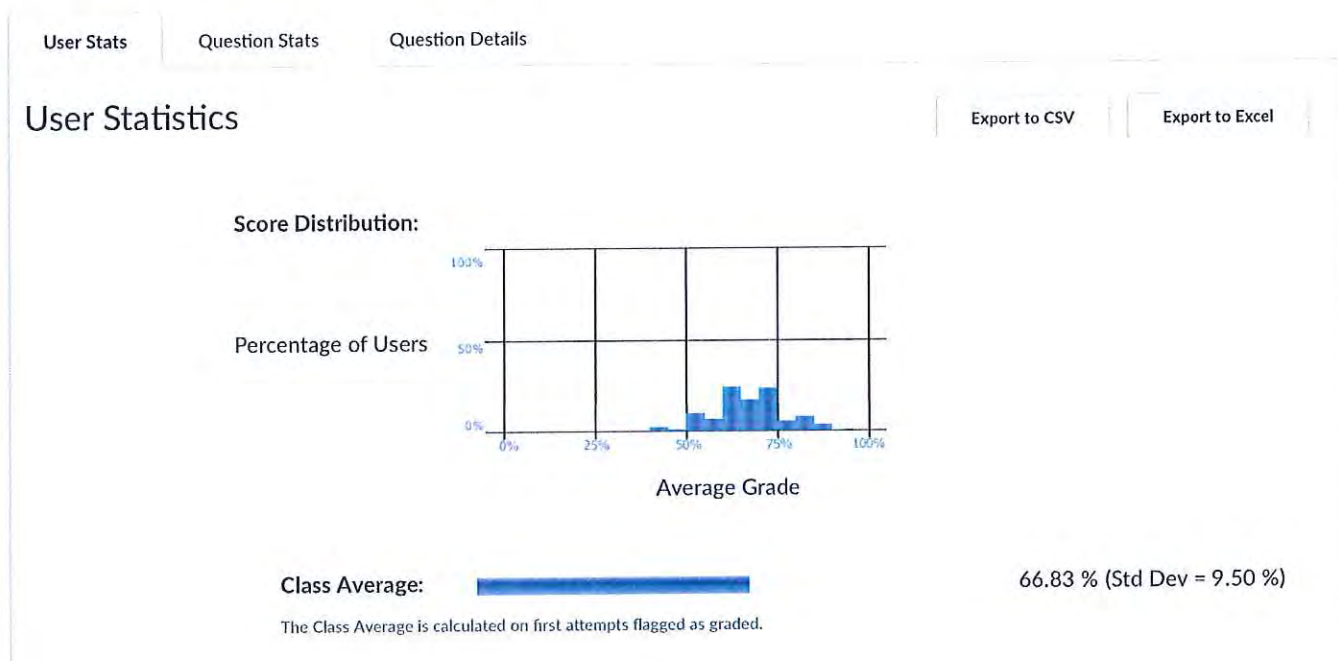 User Stats Question Stats Question Details
User Statistics
Export to CSV Export to Excel
Score Distribution:
100%
Percentage of Users
50%
0%
0% 25% 50% 75% 100%
Average Grade
Class Average:
66.83 % (Std Dev = 9.50 %)
The Class Average is calculated on first attempts flagged as graded.